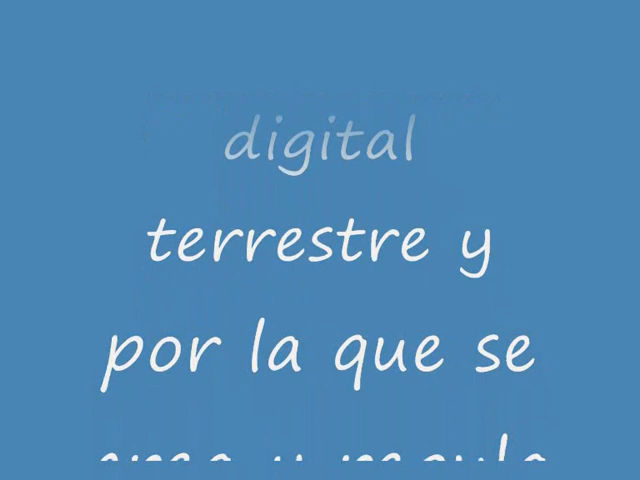 digital
terrestre y
por la que se